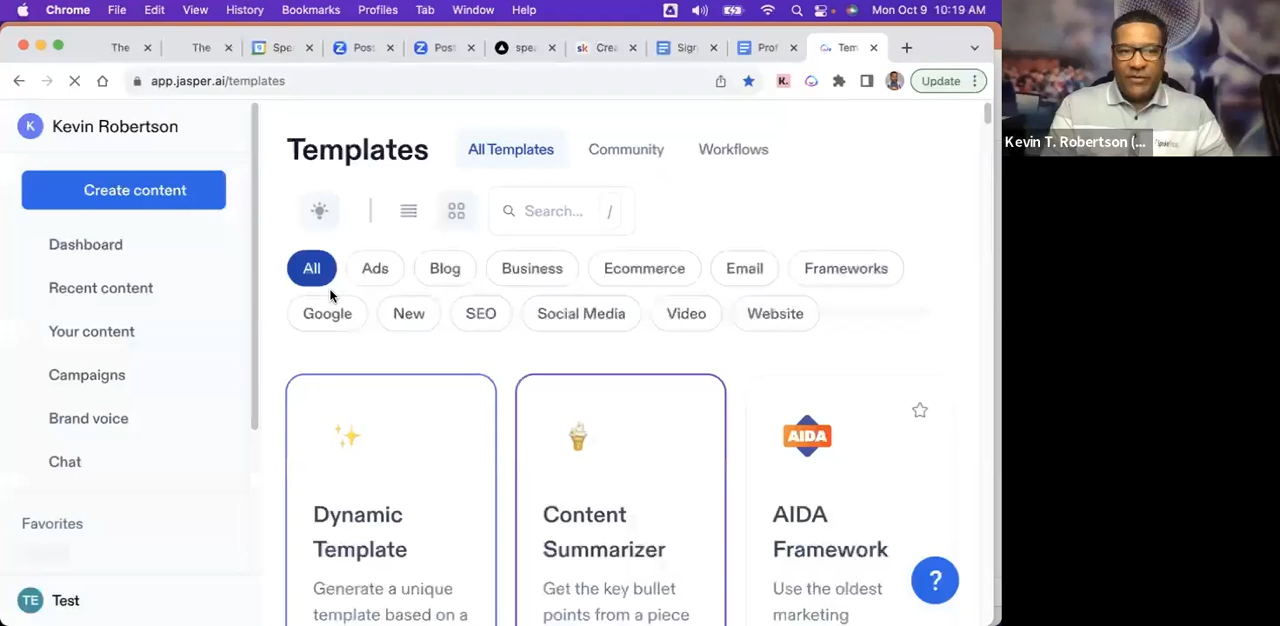 Chrome File Edit View History Bookmarks Profiles Tab Window Help Mon Oct 9 10:19 AM
The The Spe Post Post spe sk Crea Sign Prof Tem
app.jasper.ai/templates K. Update
K Kevin Robertson
Create content
Dashboard
Recent content
Your content
Campaigns
Brand voice
Chat
Favorites
TE Test
Templates All Templates Community Workflows
Search... /
All Ads Blog Business Ecommerce Email Frameworks
Google New SEO Social Media Video Website
Dynamic
Template
Generate a unique
template based on a
Content
Summarizer
Get the key bullet
points from a piece
AIDA
AIDA
Framework
Use the oldest
marketing
?
Kevin T. Robertson (...